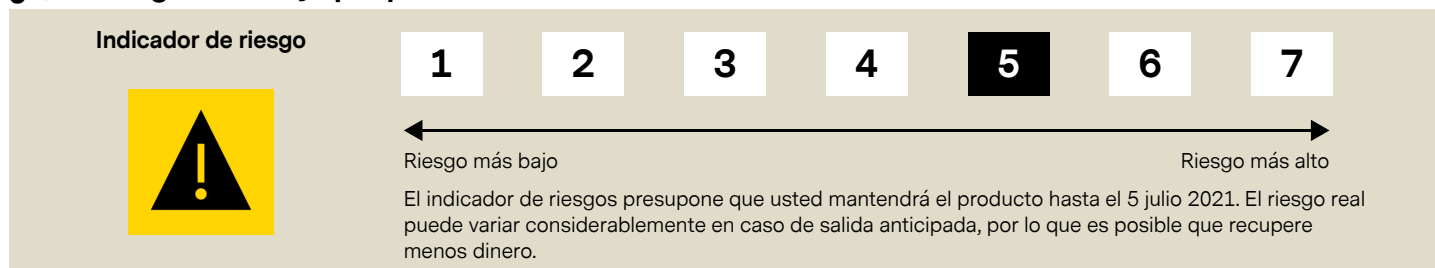 Indicador de riesgo
1 2 3 4 5 6 7
Riesgo más bajo Riesgo más alto
El indicador de riesgos presupone que usted mantendrá el producto hasta el 5 julio 2021. El riesgo real
puede variar considerablemente en caso de salida anticipada, por lo que es posible que recupere
menos dinero.